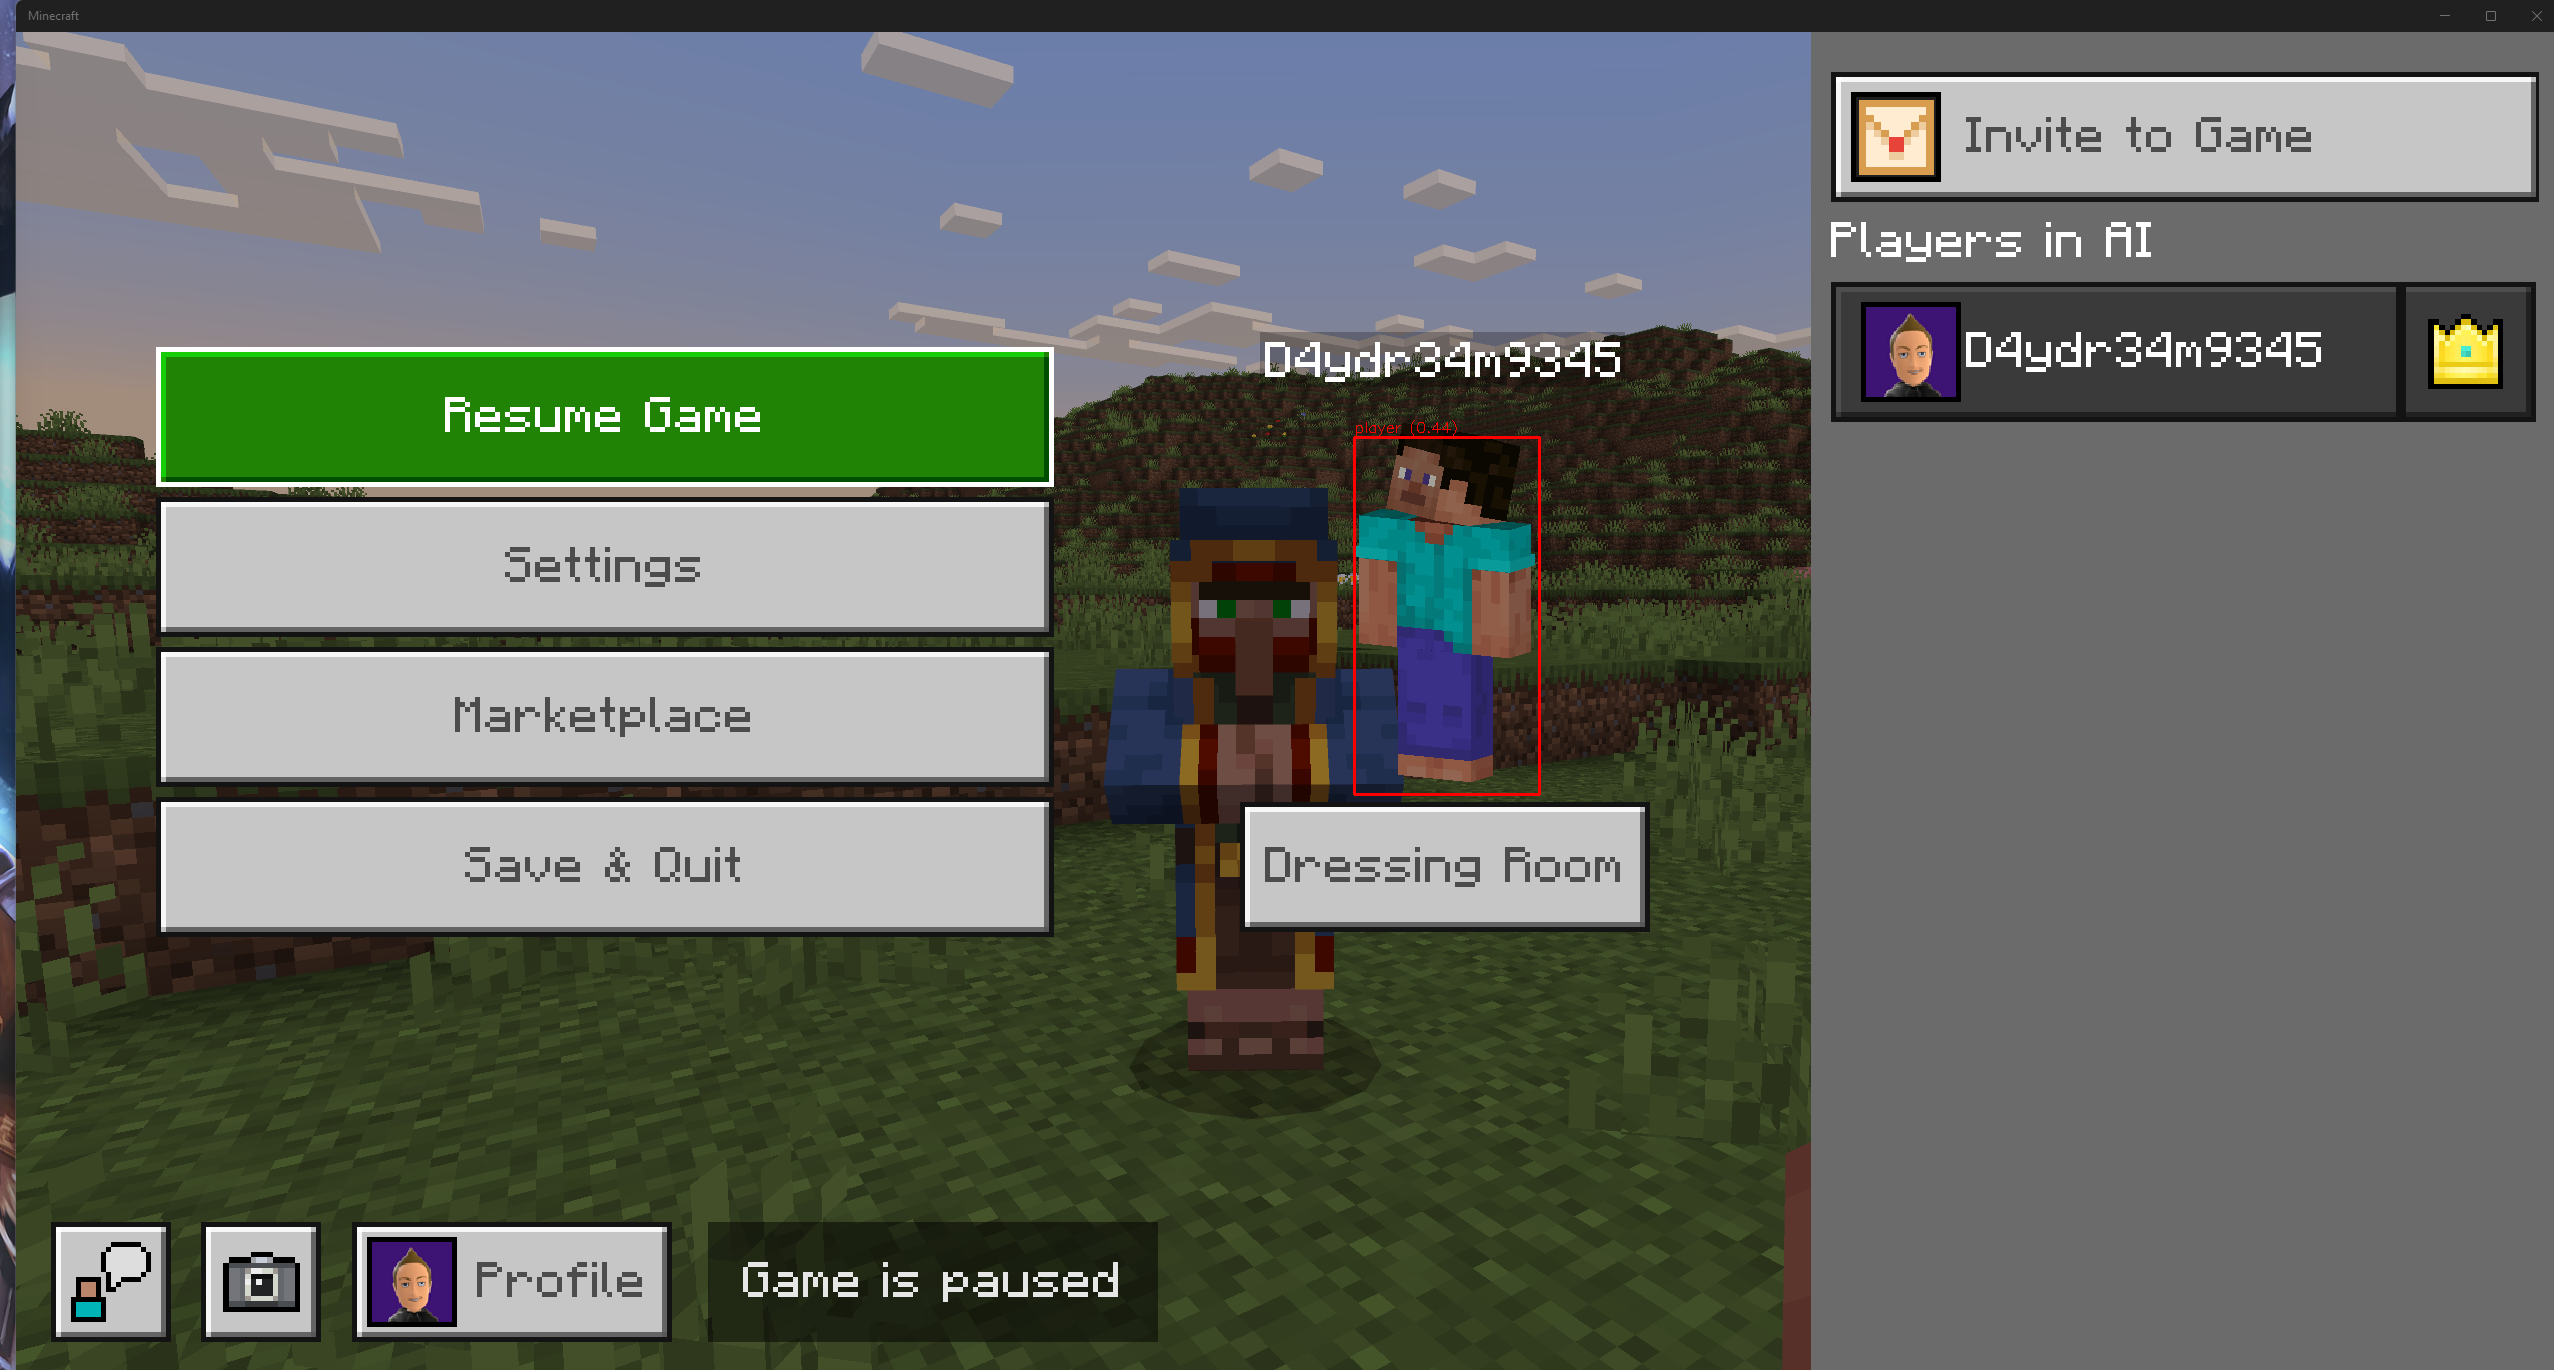 Minecraft
Invite to Game
Players in AI
D4ydr34m9345
D4ydr34m9345
player (0.44)
Resume Game
Settings
Marketplace
Save & Quit
Dressing Room
Profile
Game is paused